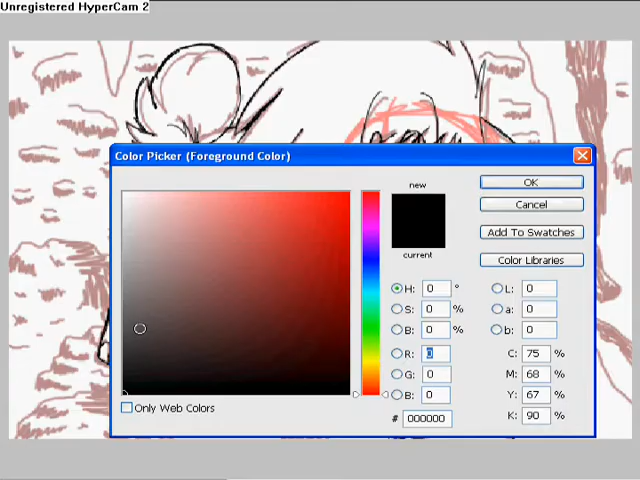 Unregistered HyperCam 2
Color Picker (Foreground Color)
new
current
OK
Cancel
Add To Swatches
Color Libraries
H: 0 °
S: 0 %
B: 0 %
R: 0
G: 0
B: 0
# 000000
L: 0
a: 0
b: 0
C: 75 %
M: 68 %
Y: 67 %
K: 90 %
Only Web Colors